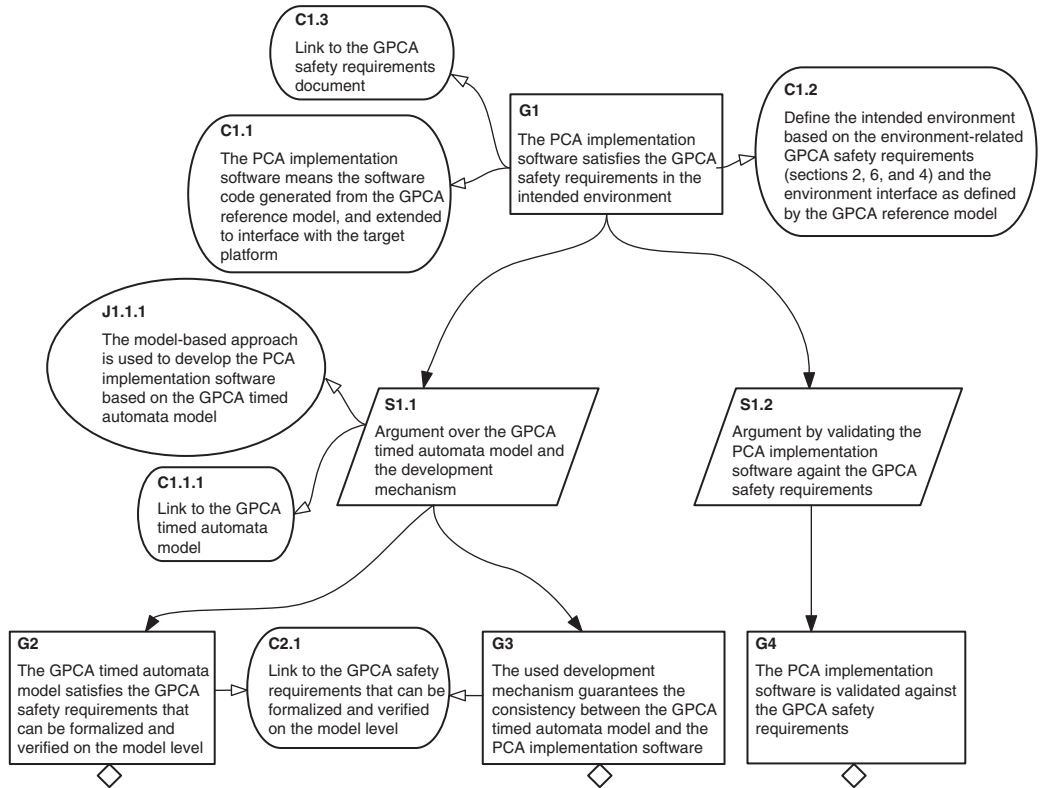 C1.3
Link to the GPCA
safety requirements
document
G1
The PCA implementation
software satisfies the GPCA
safety requirements in the
intended environment
C1.2
Define the intended environment
based on the environment-related
GPCA safety requirements
(sections 2, 6, and 4) and the
environment interface as defined
by the GPCA reference model
C1.1
The PCA implementation
software means the software
code generated from the GPCA
reference model, and extended
to interface with the target
platform
J1.1.1
The model-based approach
is used to develop the PCA
implementation software
based on the GPCA timed
automata model
S1.1
Argument over the GPCA
timed automata model and
the development
mechanism
S1.2
Argument by validating the
PCA implementation
software againt the GPCA
safety requirements
C1.1.1
Link to the GPCA
timed automata
model
G2
The GPCA timed automata
model satisfies the GPCA
safety requirements that
can be formalized and
verified on the model level
C2.1
Link to the GPCA safety
requirements that can be
formalized and verified
on the model level
G3
The used development
mechanism guarantees the
consistency between the GPCA
timed automata model and the
PCA implementation software
G4
The PCA implementation
software is validated against
the GPCA safety
requirements